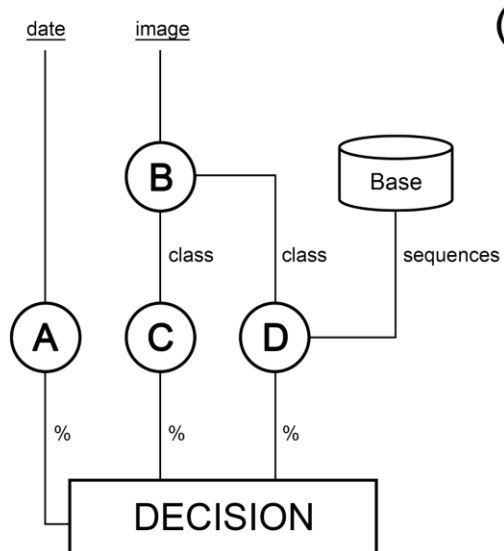 date image
B
Base
class class sequences
A C D
% % %
DECISION